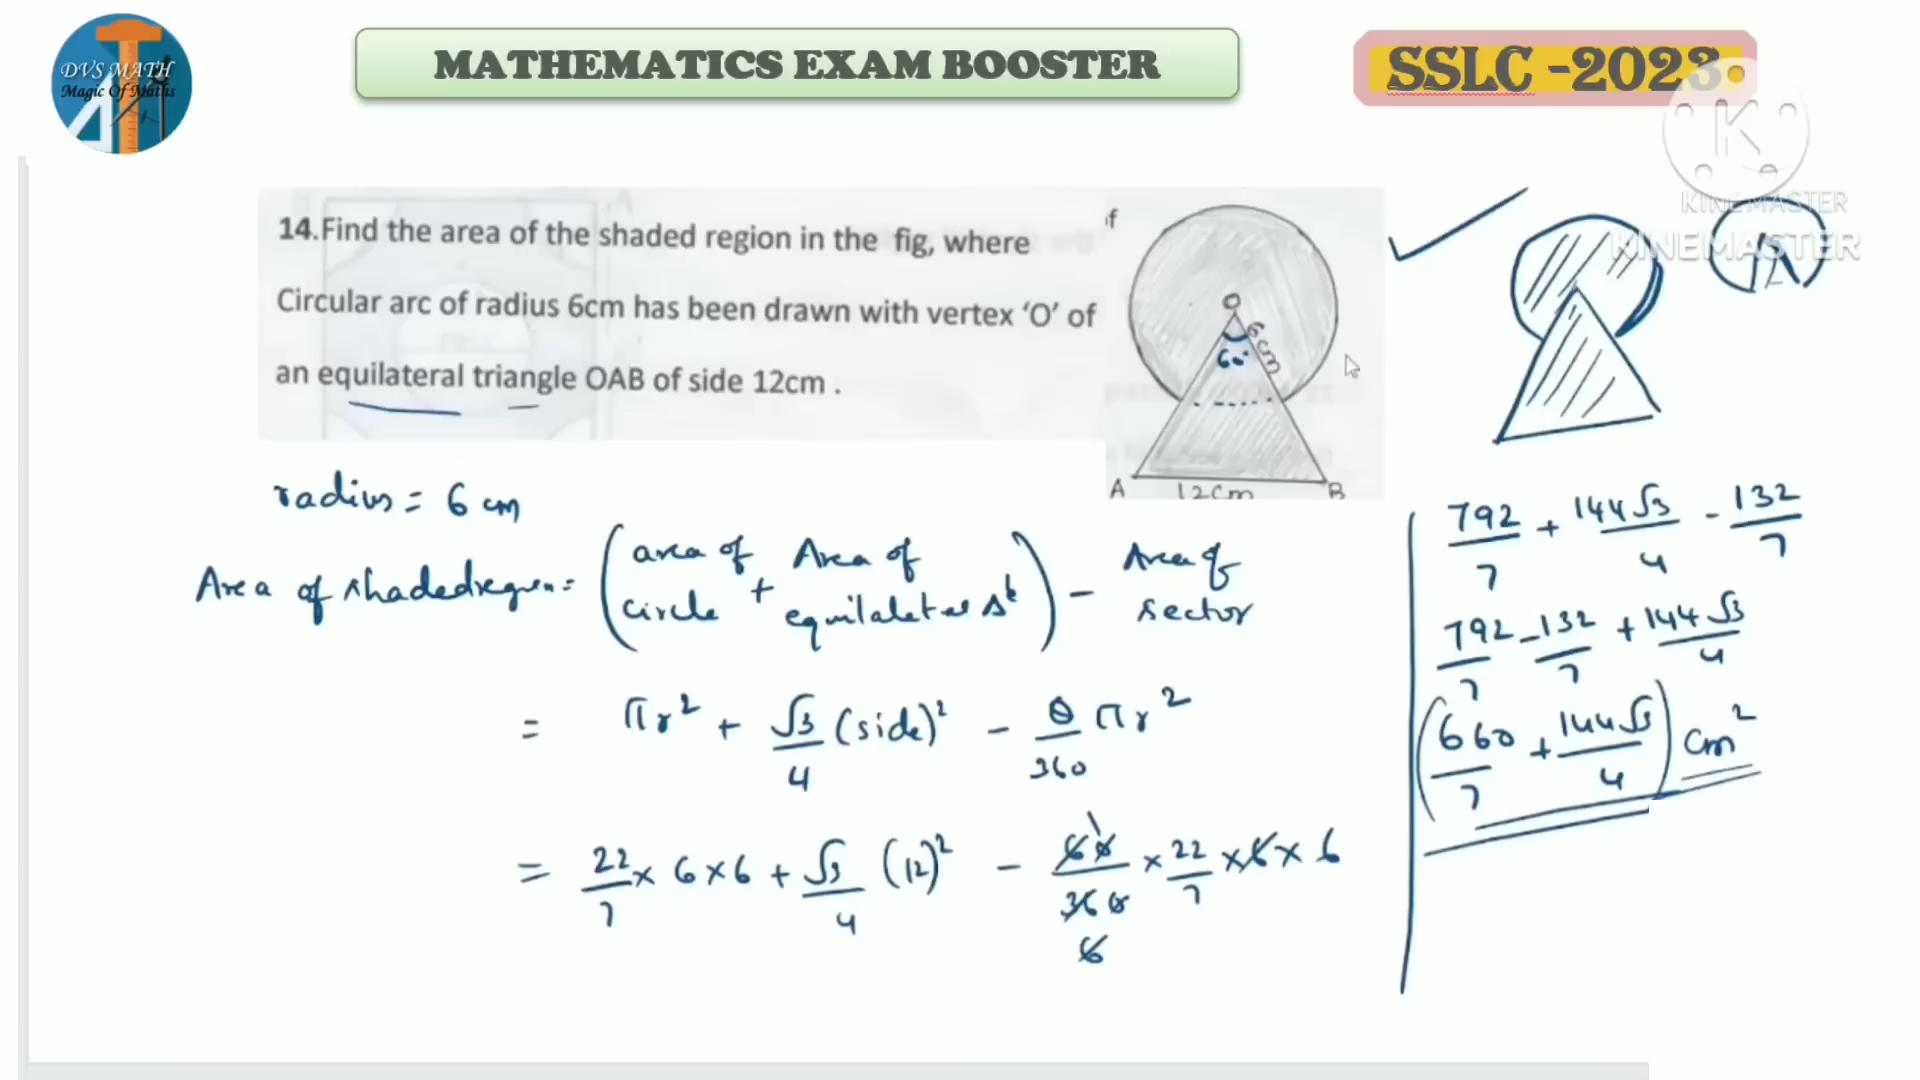 DVS MATH
Magic Of Maths
MATHEMATICS EXAM BOOSTER
SSLC -2023
KINEMASTER
KINEMASTER
14.Find the area of the shaded region in the fig, where
Circular arc of radius 6cm has been drawn with vertex ‘O’ of
an equilateral triangle OAB of side 12cm .
f
O
6cm
60°
A 12cm B
radius = 6 cm
Area of shadedregion = (area of circle + Area of equilateral Δle) - Area of sector
= πr² + √3/4 (side)² - θ/360 πr²
= 22/7 × 6 × 6 + √3/4 (12)² - 60/360 × 22/7 × 6 × 6
6
792/7 + 144√3/4 - 132/7
792/7 - 132/7 + 144√3/4
(660/7 + 144√3/4) cm²